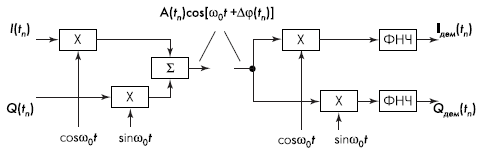 A(tₙ)cos[ω₀t +Δφ(tₙ)]
I(tₙ)
X
X
ФНЧ
Iдем(tₙ)
Σ
X
X
ФНЧ
Q(tₙ)
Qдем(tₙ)
cosω₀t
sinω₀t
cosω₀t
sinω₀t